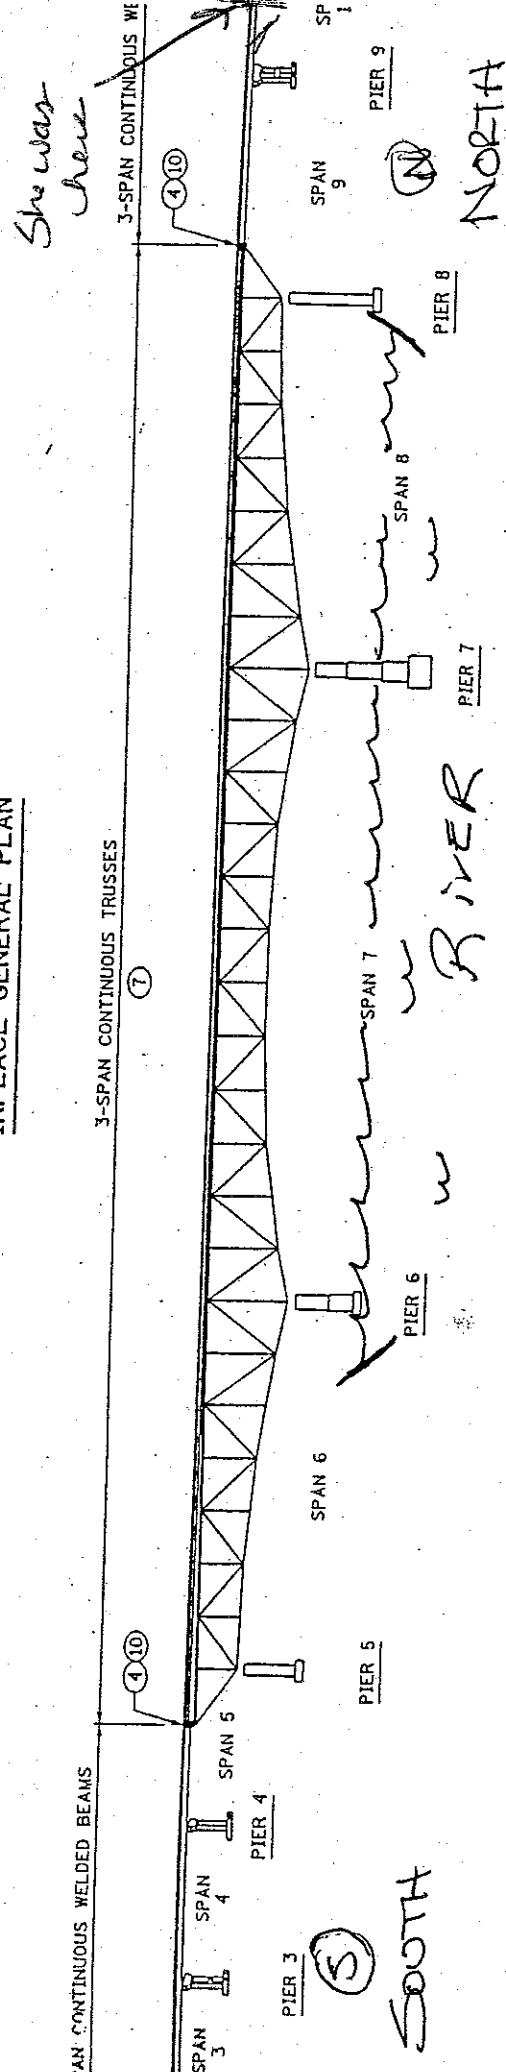 INPLACE GENERAL PLAN
She was
here
AN CONTINUOUS WELDED BEAMS
3-SPAN CONTINUOUS TRUSSES
3-SPAN CONTINUOUS WE
7
4 10
4 10
SPAN
3
SPAN
4
SPAN 5
SPAN 6
SPAN 7
SPAN 8
SPAN
9
SP
1
PIER 3
PIER 4
PIER 5
PIER 6
PIER 7
PIER 8
PIER 9
S
SOUTH
RivER
N
NORTH